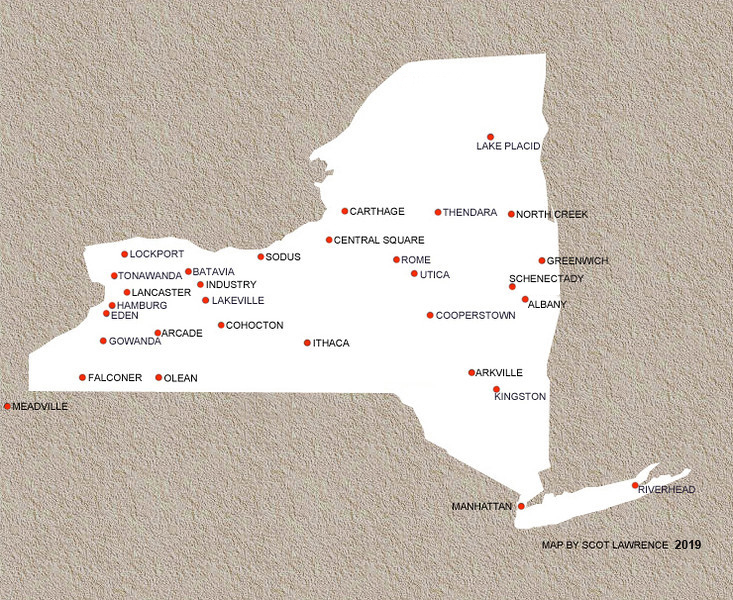 LAKE PLACID
CARTHAGE
THENDARA
NORTH CREEK
CENTRAL SQUARE
LOCKPORT
SODUS
ROME
GREENWICH
TONAWANDA
BATAVIA
UTICA
SCHENECTADY
INDUSTRY
LANCASTER
LAKEVILLE
ALBANY
HAMBURG
EDEN
COOPERSTOWN
COHOCTON
ARCADE
GOWANDA
ITHACA
FALCONER
OLEAN
ARKVILLE
KINGSTON
MEADVILLE
RIVERHEAD
MANHATTAN
MAP BY SCOT LAWRENCE 2019